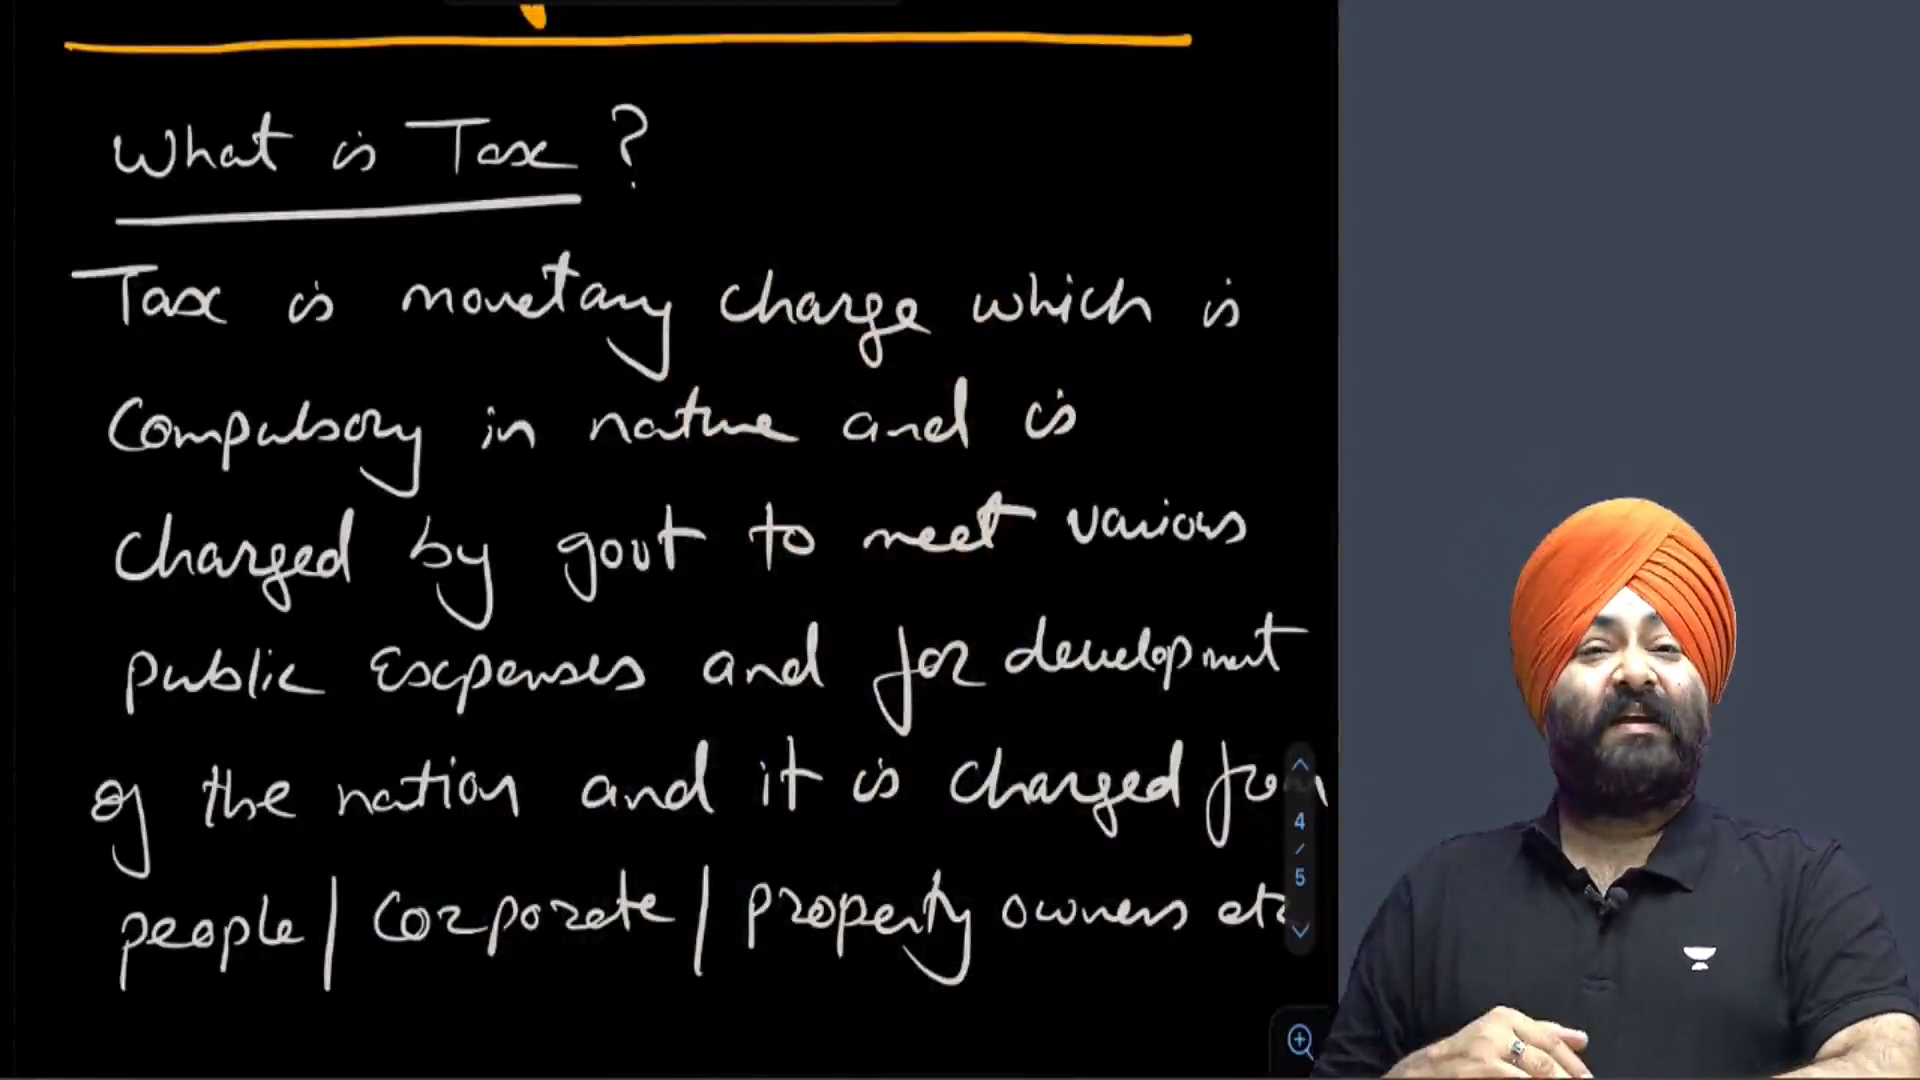 What is Tax ?
Tax is monetary charge which is
Compulsory in nature and is
charged by govt to meet various
public Expenses and for development
of the nation and it is charged from
people / Corporate / property owners etc
4
/
5